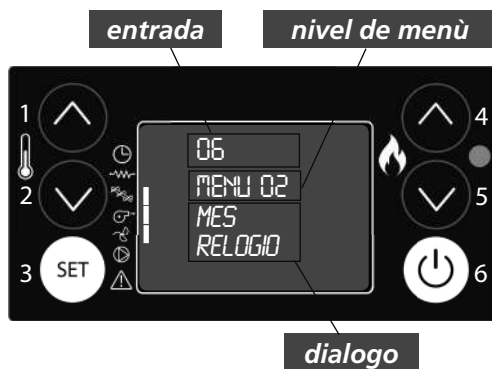 entrada
nivel de menù
1
4
06
MENU 02
2
5
MES
RELOGIO
3
SET
6
dialogo